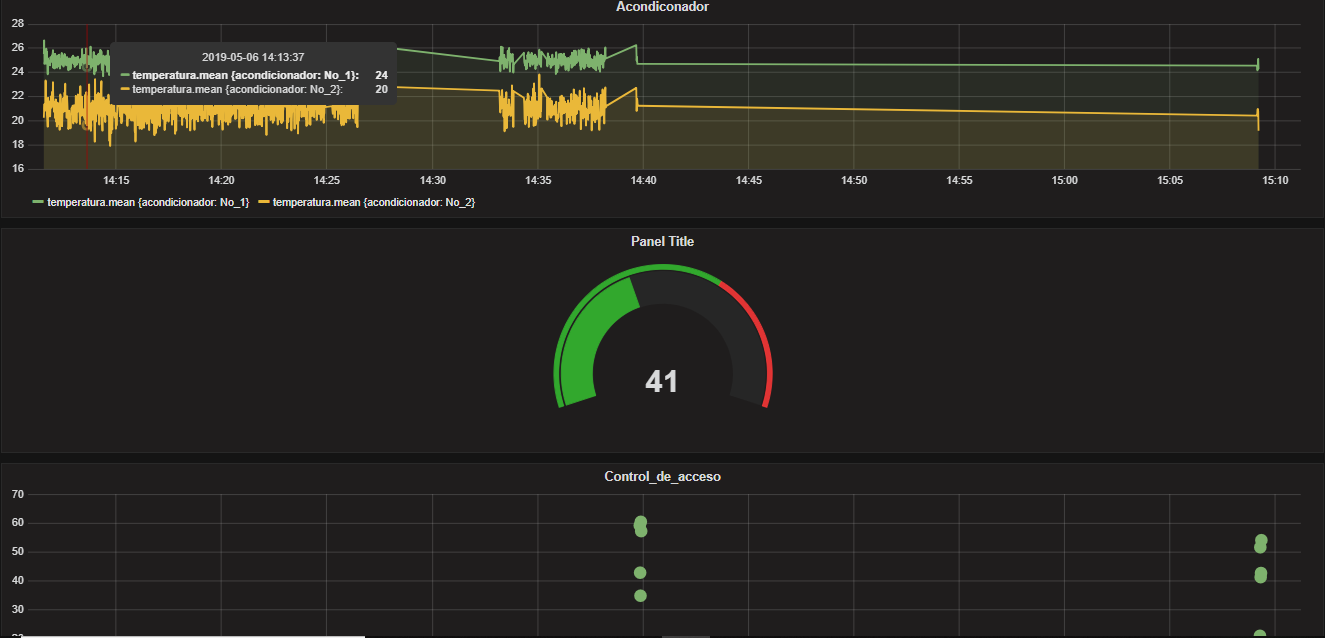 Acondiconador
28
26
24
22
20
18
16
2019-05-06 14:13:37
temperatura.mean {acondicionador: No_1}: 24
temperatura.mean {acondicionador: No_2}: 20
14:15 14:20 14:25 14:30 14:35 14:40 14:45 14:50 14:55 15:00 15:05 15:10
temperatura.mean {acondicionador: No_1} temperatura.mean {acondicionador: No_2}
Panel Title
41
Control_de_acceso
70
60
50
40
30